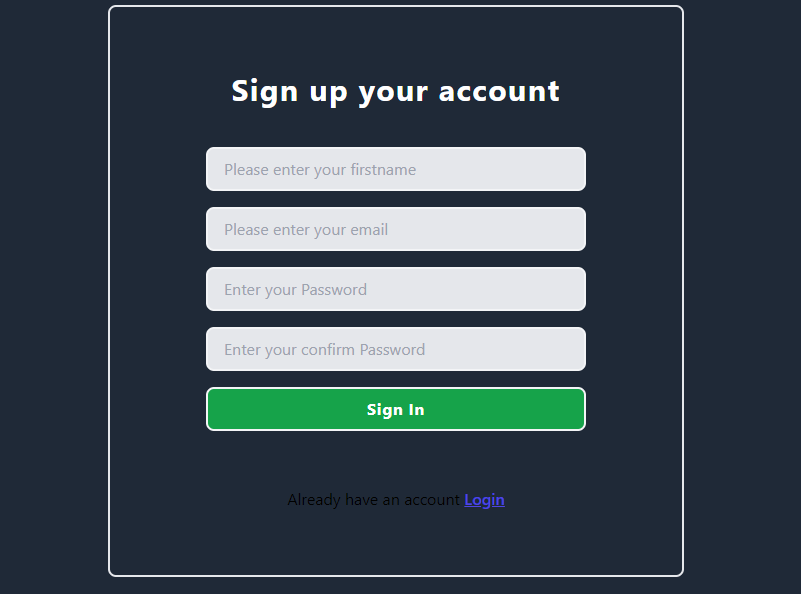 Sign up your account
Please enter your firstname
Please enter your email
Enter your Password
Enter your confirm Password
Sign In
Already have an account Login